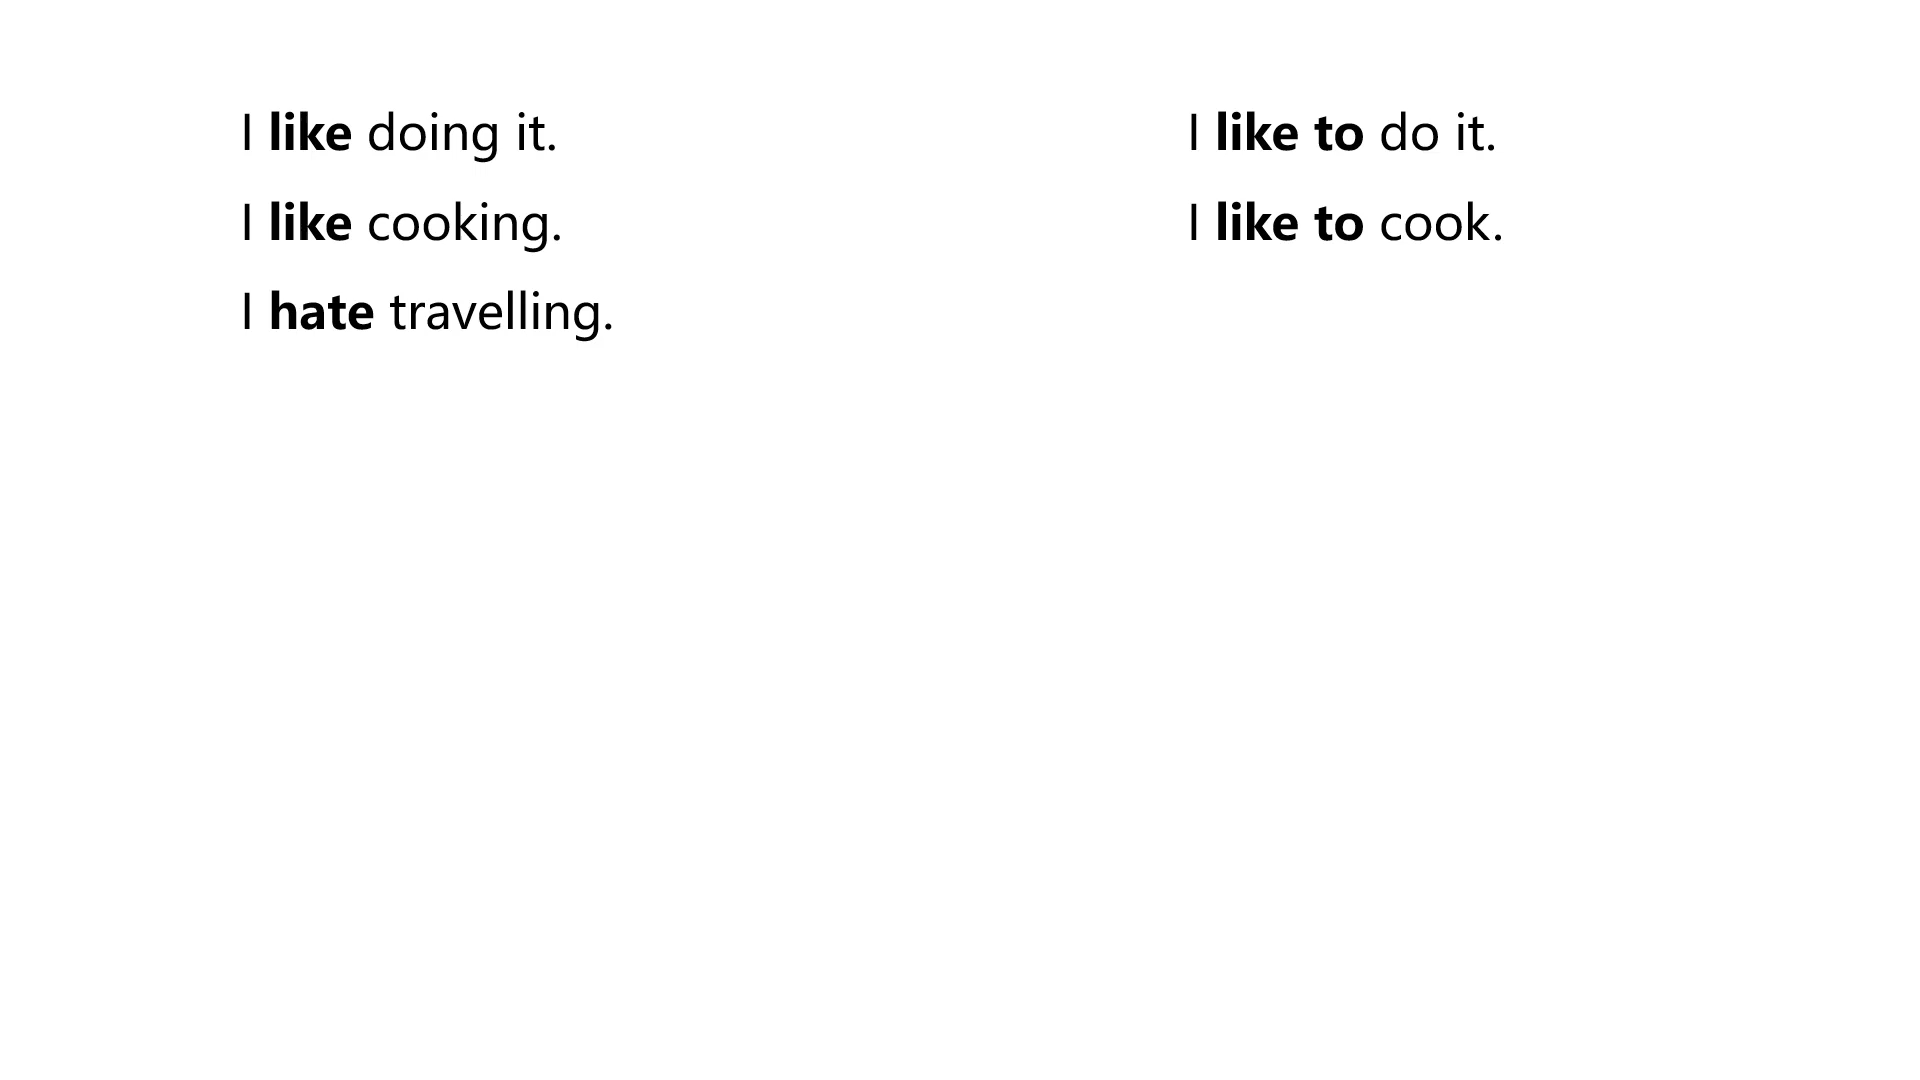 I like doing it.
I like to do it.
I like cooking.
I like to cook.
I hate travelling.